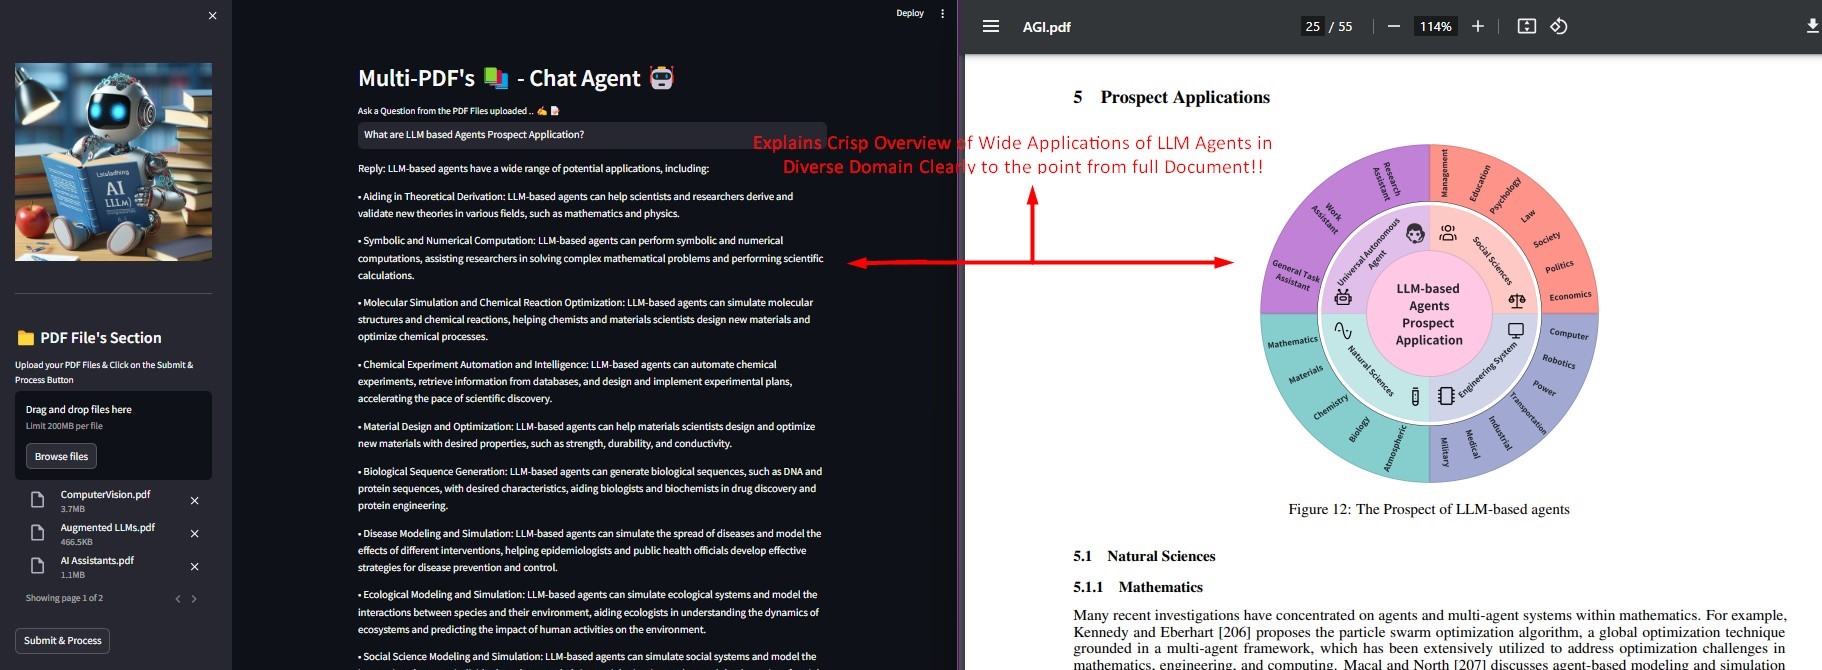 Deploy
Multi-PDF's - Chat Agent
Ask a Question from the PDF Files uploaded ..
What are LLM based Agents Prospect Application?
Reply: LLM-based agents have a wide range of potential applications, including:
• Aiding in Theoretical Derivation: LLM-based agents can help scientists and researchers derive and
validate new theories in various fields, such as mathematics and physics.
• Symbolic and Numerical Computation: LLM-based agents can perform symbolic and numerical
computations, assisting researchers in solving complex mathematical problems and performing scientific
calculations.
• Molecular Simulation and Chemical Reaction Optimization: LLM-based agents can simulate molecular
structures and chemical reactions, helping chemists and materials scientists design new materials and
optimize chemical processes.
• Chemical Experiment Automation and Intelligence: LLM-based agents can automate chemical
experiments, retrieve information from databases, and design and implement experimental plans,
accelerating the pace of scientific discovery.
• Material Design and Optimization: LLM-based agents can help materials scientists design and optimize
new materials with desired properties, such as strength, durability, and conductivity.
• Biological Sequence Generation: LLM-based agents can generate biological sequences, such as DNA and
protein sequences, with desired characteristics, aiding biologists and biochemists in drug discovery and
protein engineering.
• Disease Modeling and Simulation: LLM-based agents can simulate the spread of diseases and model the
effects of different interventions, helping epidemiologists and public health officials develop effective
strategies for disease prevention and control.
• Ecological Modeling and Simulation: LLM-based agents can simulate ecological systems and model the
interactions between species and their environment, aiding ecologists in understanding the dynamics of
ecosystems and predicting the impact of human activities on the environment.
• Social Science Modeling and Simulation: LLM-based agents can simulate social systems and model the
AI
LLLM)
PDF File's Section
Upload your PDF Files & Click on the Submit &
Process Button
Drag and drop files here
Limit 200MB per file
Browse files
ComputerVision.pdf
3.7MB
Augmented LLMs.pdf
466.5KB
AI Assistants.pdf
1.1MB
Showing page 1 of 2
Submit & Process
Explains Crisp Overview of Wide Applications of LLM Agents in
Diverse Domain Clearly to the point from full Document!!
AGI.pdf
25 / 55
114%
5 Prospect Applications
LLM-based
Agents
Prospect
Application
Universal Autonomous
Agent
Social Sciences
Natural Sciences
Engineering System
General Task
Assistant
Work
Assistant
Research
Assistant
Management
Education
Psychology
Law
Society
Politics
Economics
Computer
Robotics
Power
Transportation
Industrial
Medical
Military
Atmospheric
Biology
Chemistry
Materials
Mathematics
Figure 12: The Prospect of LLM-based agents
5.1 Natural Sciences
5.1.1 Mathematics
Many recent investigations have concentrated on agents and multi-agent systems within mathematics. For example,
Kennedy and Eberhart [206] proposes the particle swarm optimization algorithm, a global optimization technique
grounded in a multi-agent framework, which has been extensively utilized to address optimization challenges in
mathematics, engineering, and computing. Macal and North [207] discusses agent-based modeling and simulation